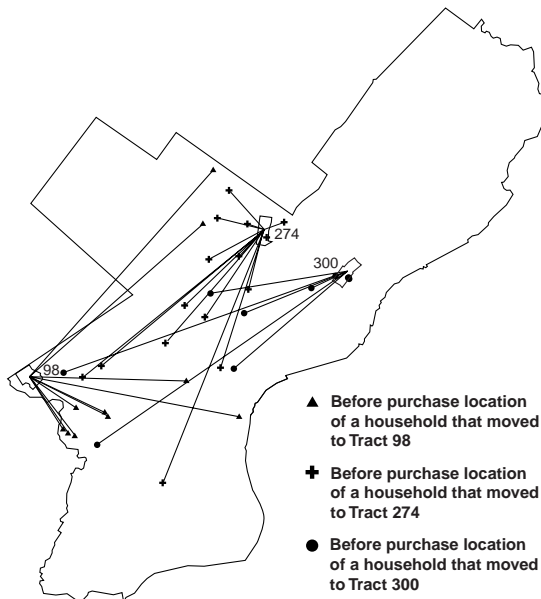 274
300
98
Before purchase location
of a household that moved
to Tract 98
Before purchase location
of a household that moved
to Tract 274
Before purchase location
of a household that moved
to Tract 300